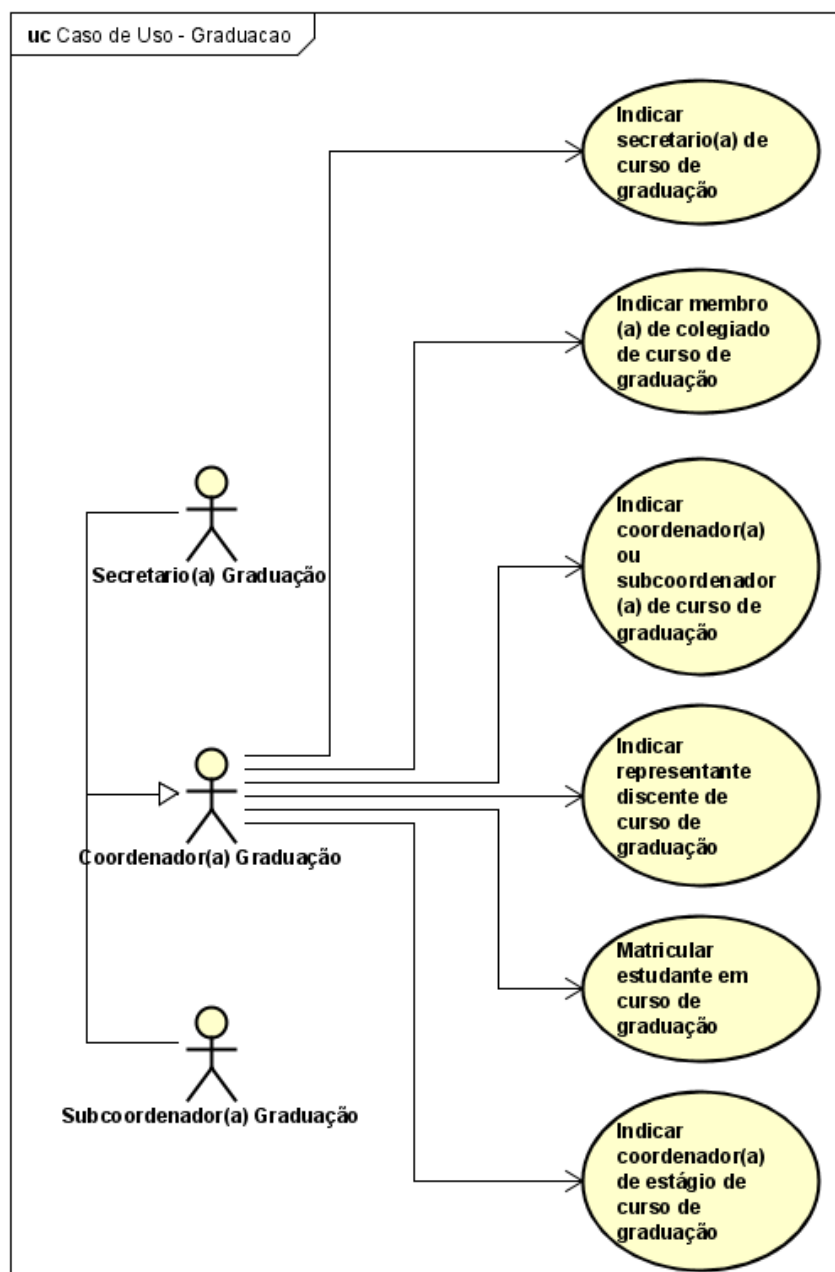 uc Caso de Uso - Graduacao
Indicar
secretario(a) de
curso de
graduação
Indicar membro
(a) de colegiado
de curso de
graduação
Secretario(a) Graduação
Indicar
coordenador(a)
ou
subcoordenador
(a) de curso de
graduação
Coordenador(a) Graduação
Indicar
representante
discente de
curso de
graduação
Matricular
estudante em
curso de
graduação
Subcoordenador(a) Graduação
Indicar
coordenador(a)
de estágio de
curso de
graduação